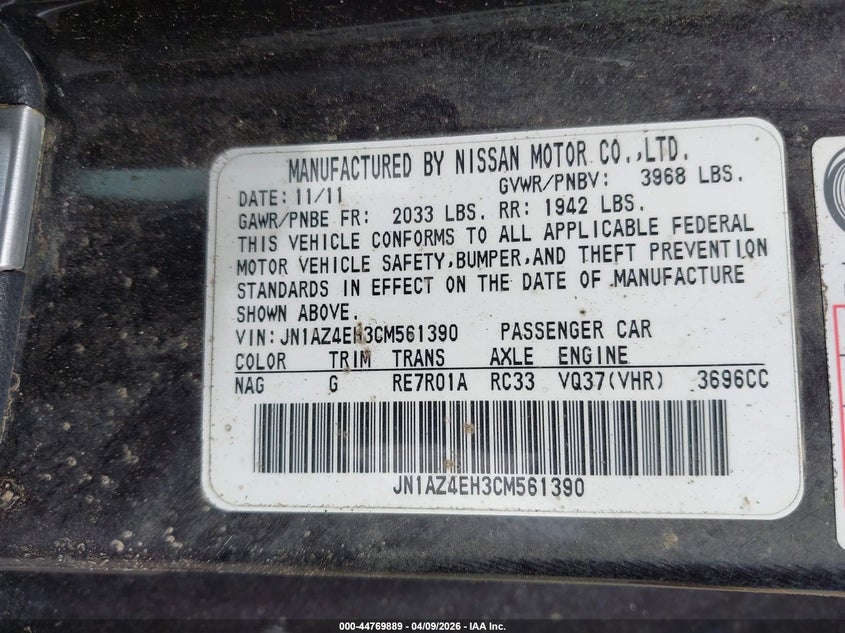 MANUFACTURED BY NISSAN MOTOR CO.,LTD.
DATE: 11/11 GVWR/PNBV: 3968 LBS.
GAWR/PNBE FR: 2033 LBS. RR: 1942 LBS.
THIS VEHICLE CONFORMS TO ALL APPLICABLE FEDERAL
MOTOR VEHICLE SAFETY,BUMPER,AND THEFT PREVENTION
STANDARDS IN EFFECT ON THE DATE OF MANUFACTURE
SHOWN ABOVE.
VIN: JN1AZ4EH3CM561390 PASSENGER CAR
COLOR TRIM TRANS AXLE ENGINE
NAG G RE7R01A RC33 VQ37(VHR) 3696CC
JN1AZ4EH3CM561390
000-44769889 - 04/09/2026 - IAA Inc.